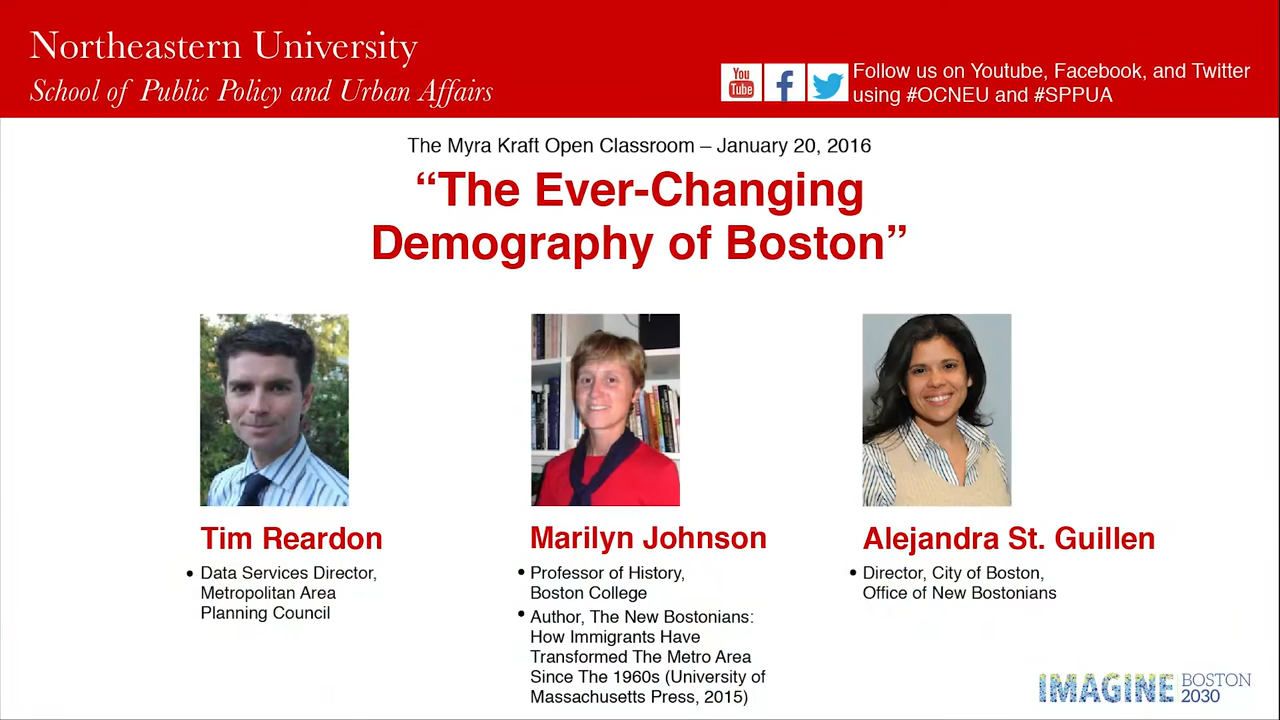 Northeastern University
School of Public Policy and Urban Affairs
You
Tube
f
Follow us on Youtube, Facebook, and Twitter
using #OCNEU and #SPPUA
The Myra Kraft Open Classroom – January 20, 2016
“The Ever-Changing
Demography of Boston”
Tim Reardon
• Data Services Director,
Metropolitan Area
Planning Council
Marilyn Johnson
• Professor of History,
Boston College
• Author, The New Bostonians:
How Immigrants Have
Transformed The Metro Area
Since The 1960s (University of
Massachusetts Press, 2015)
Alejandra St. Guillen
• Director, City of Boston,
Office of New Bostonians
IMAGINE BOSTON
2030